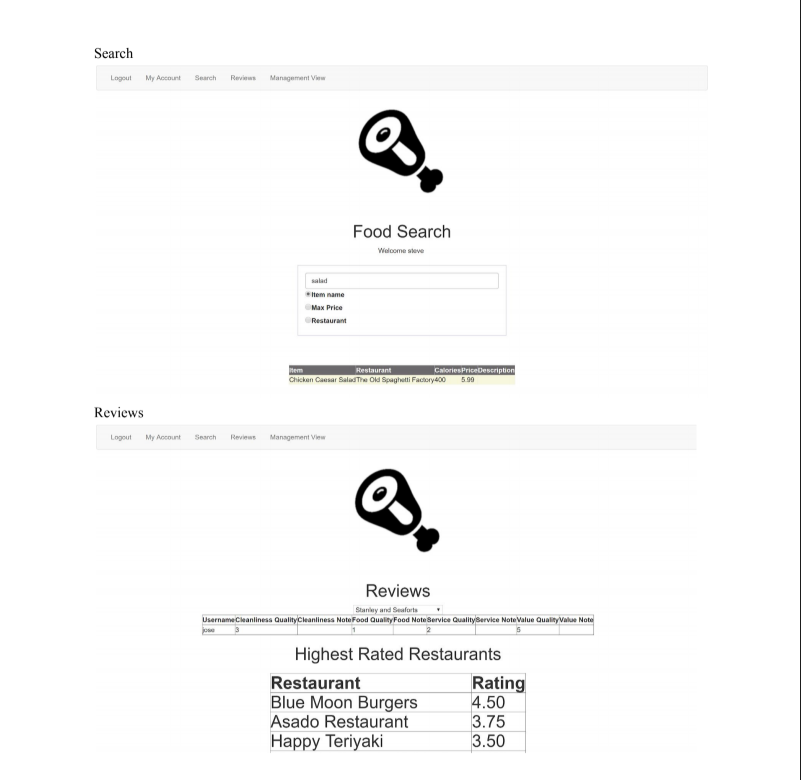 Search
Logout My Account Search Reviews Management View
Food Search
Welcome steve
salad
Item name
Max Price
Restaurant
Item Restaurant Calories Price Description
Chicken Caesar Salad The Old Spaghetti Factory 400 5.99
Reviews
Logout My Account Search Reviews Management View
Reviews
Stanley and Seaforts
Username Cleanliness Quality Cleanliness Note Food Quality Food Note Service Quality Service Note Value Quality Value Note
jose 3 1 2 5
Highest Rated Restaurants
Restaurant Rating
Blue Moon Burgers 4.50
Asado Restaurant 3.75
Happy Teriyaki 3.50